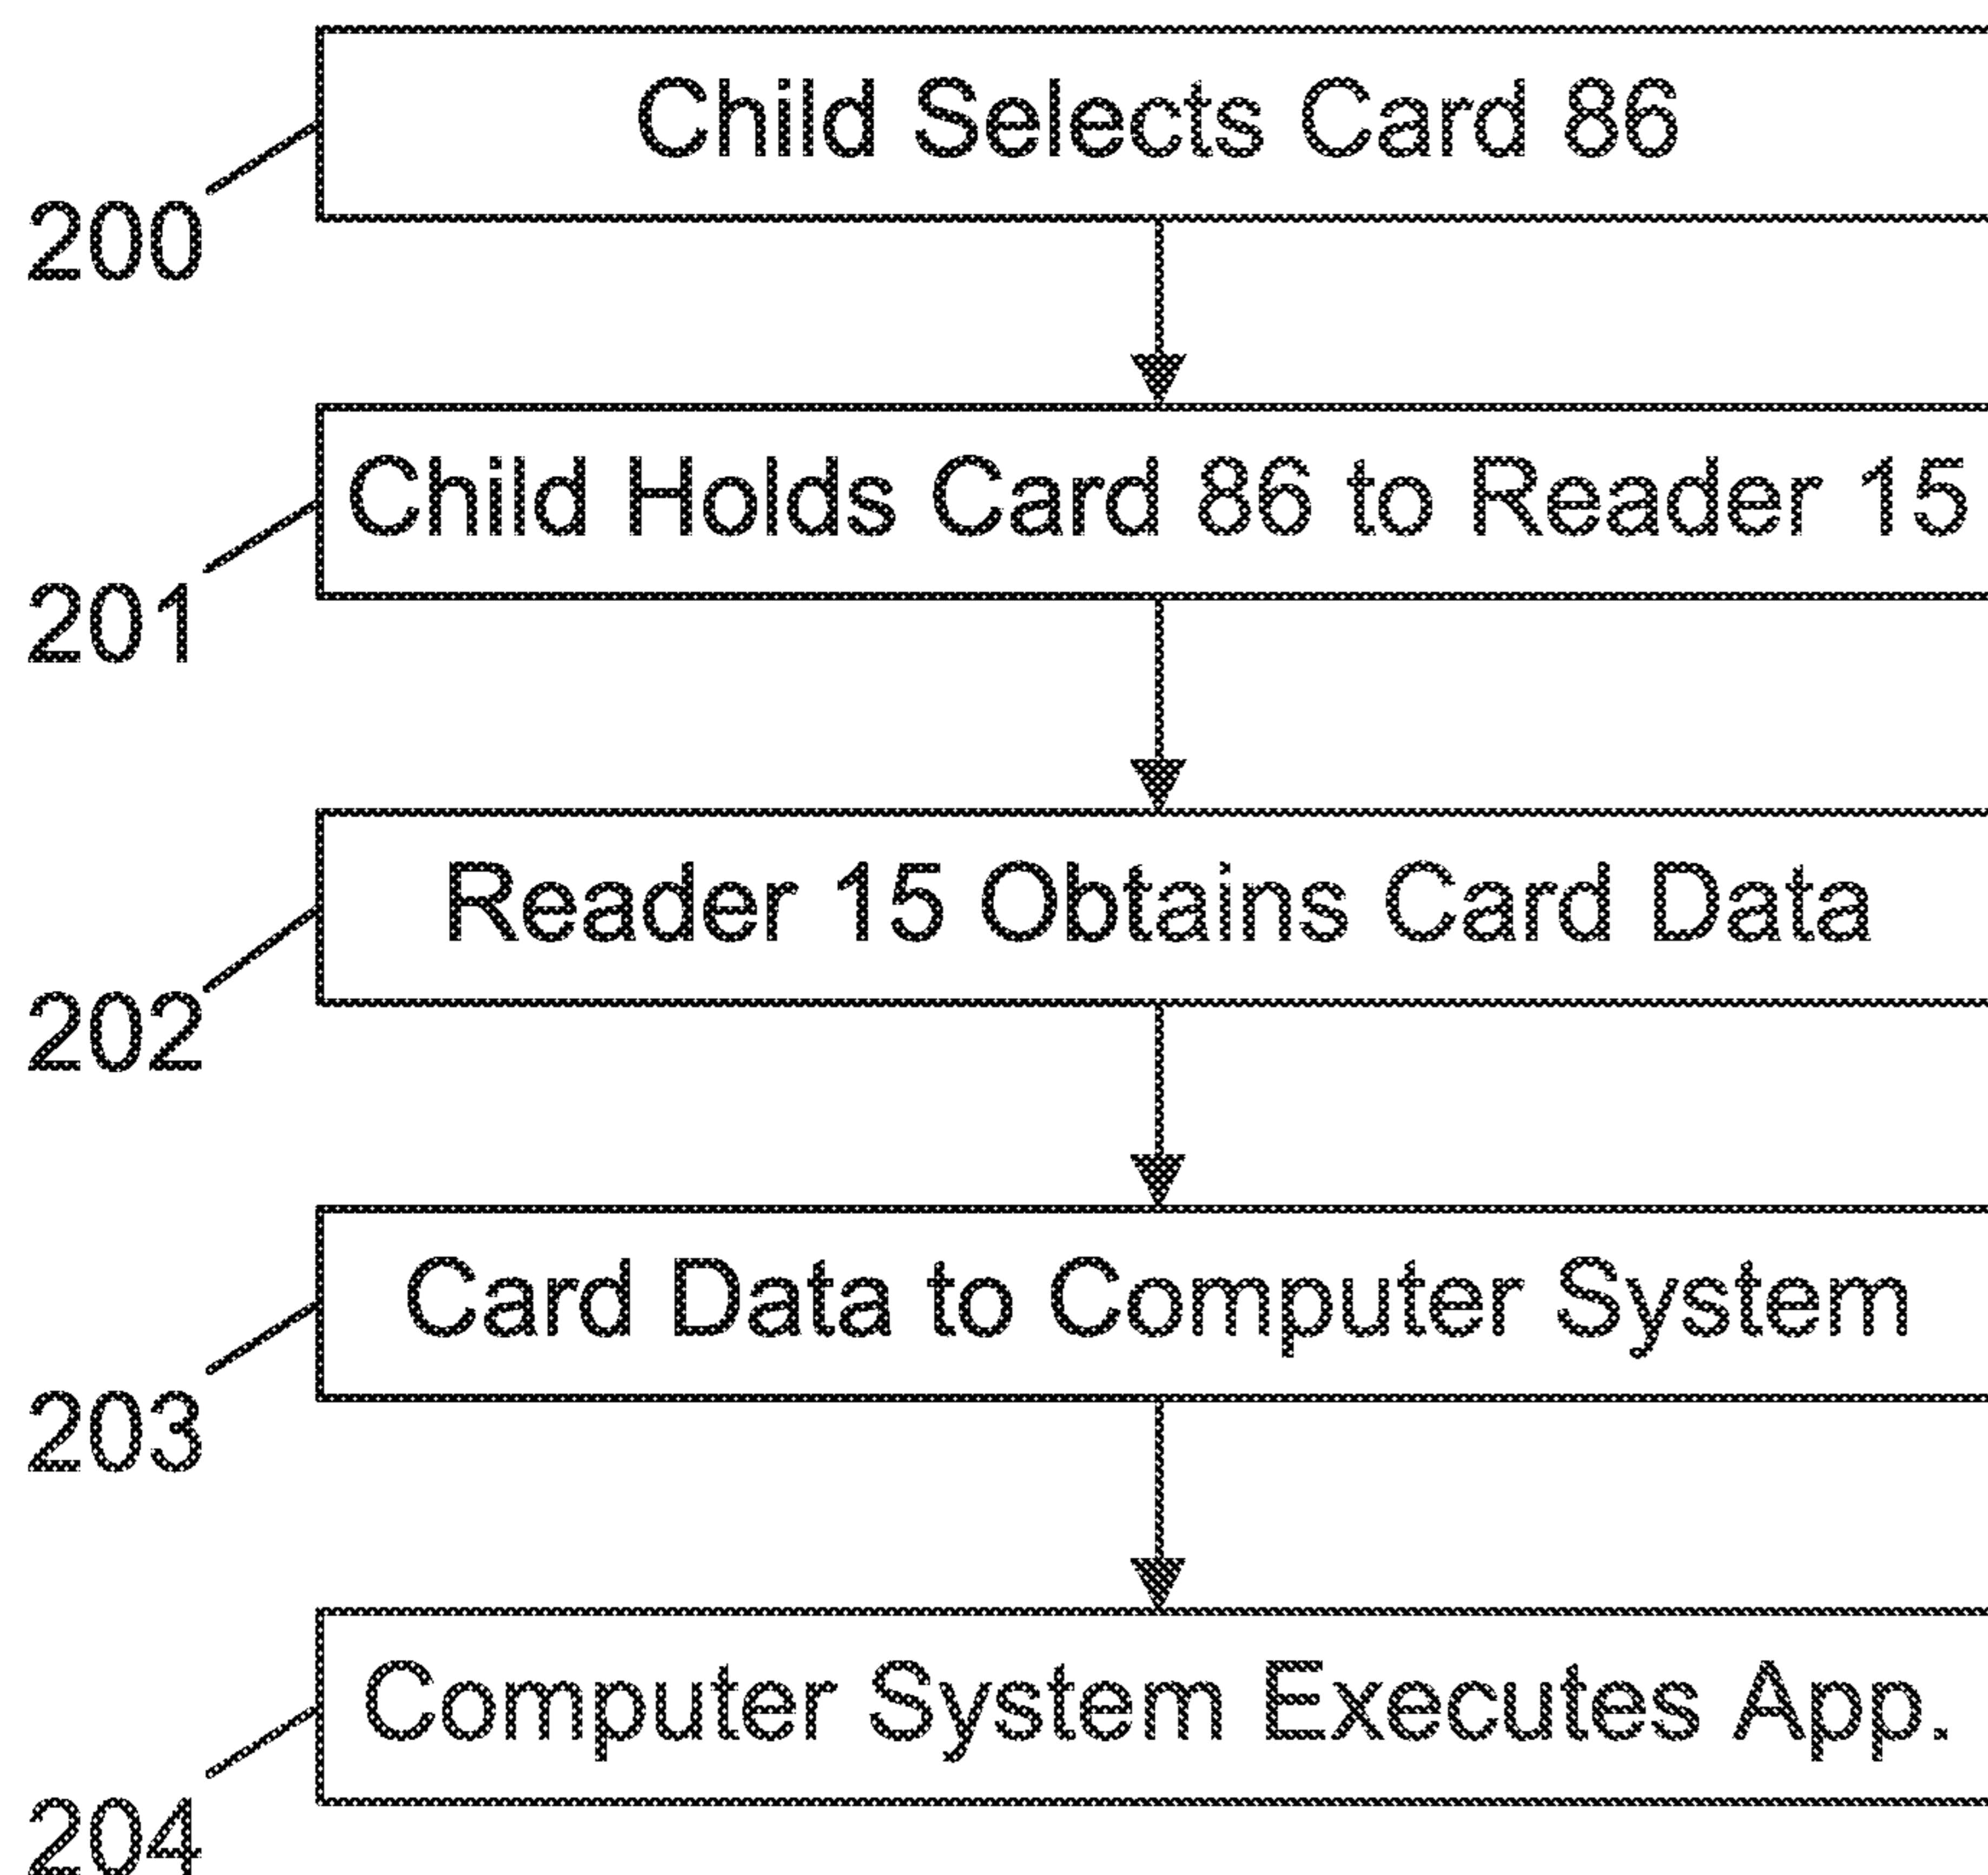 Child Selects Card 86
200
Child Holds Card 86 to Reader 15
201
Reader 15 Obtains Card Data
202
Card Data to Computer System
203
Computer System Executes App.
204